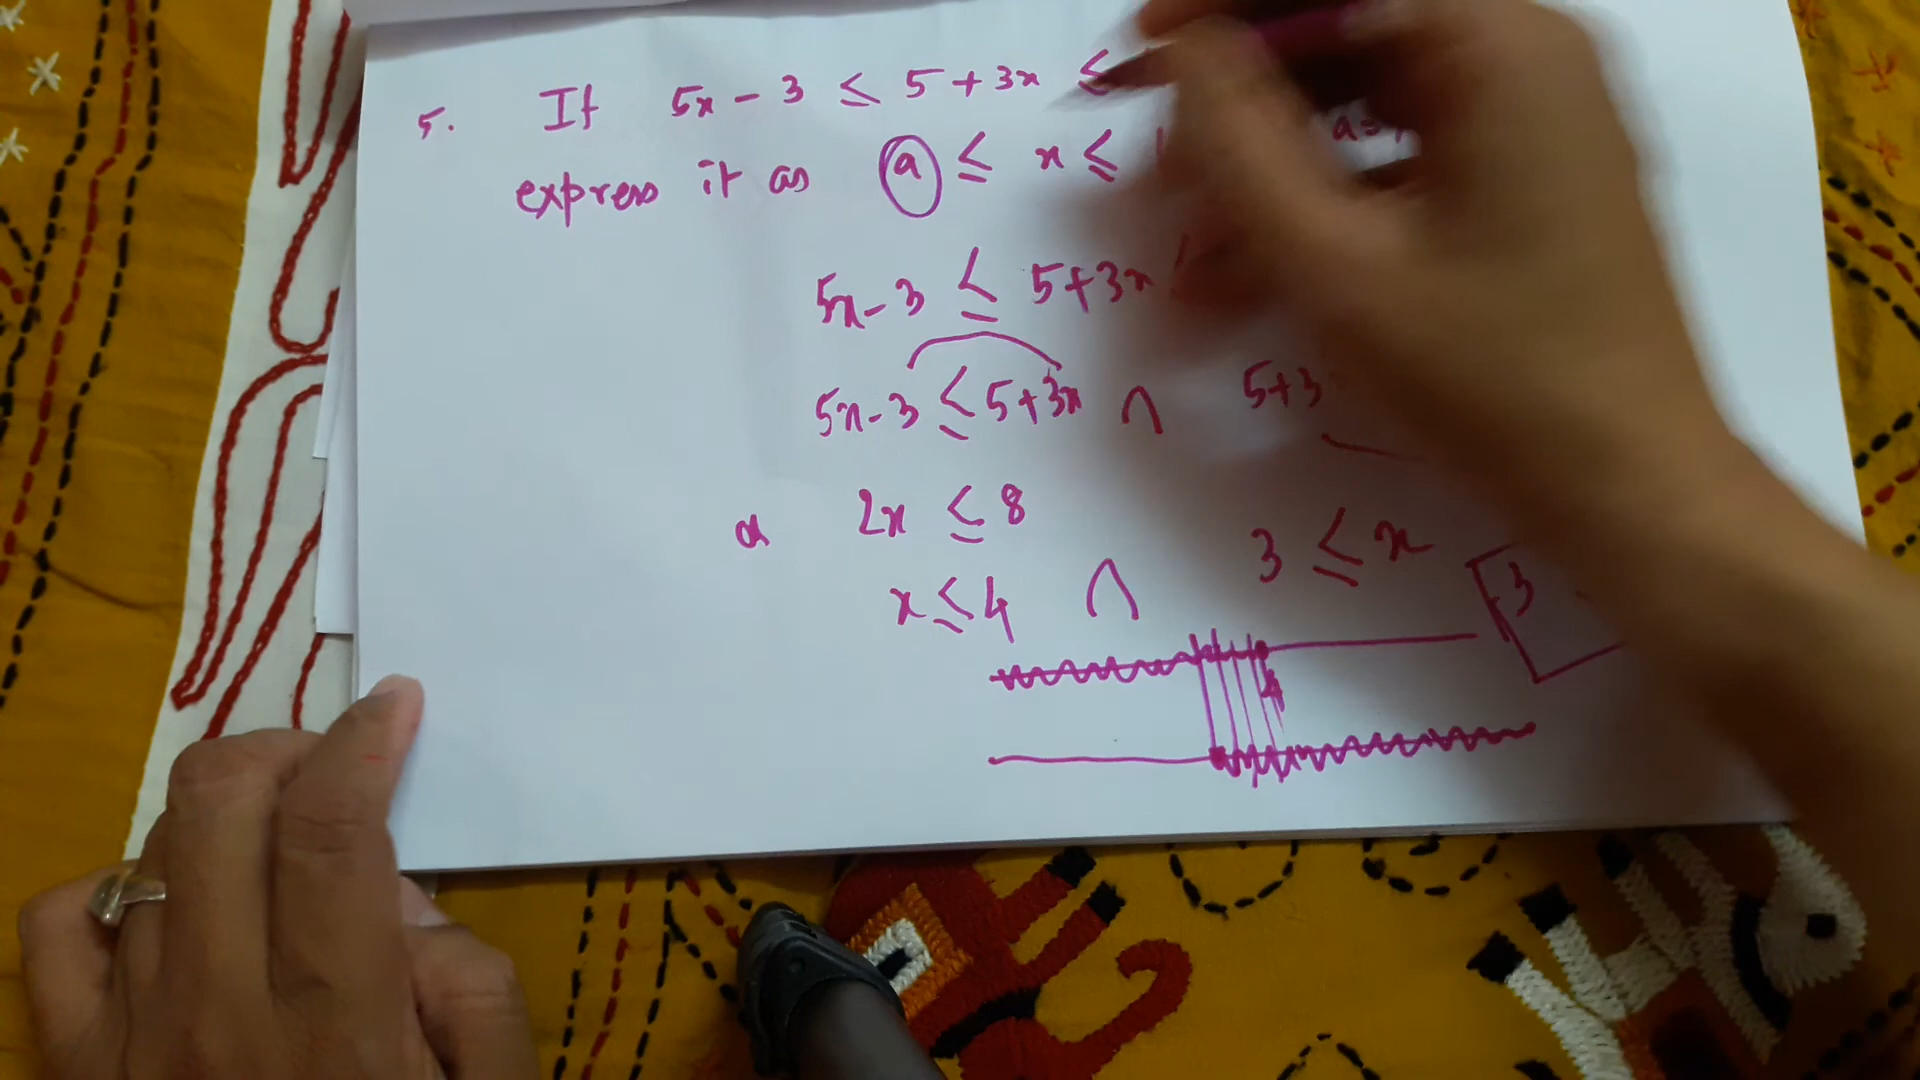 5. If 5x - 3 ≤ 5 + 3x ≤
express it as a ≤ x ≤
a =
5x - 3 ≤ 5 + 3x
5x - 3 ≤ 5 + 3x ∩ 5 + 3
or 2x ≤ 8 3 ≤ x
x ≤ 4 ∩ 3
4